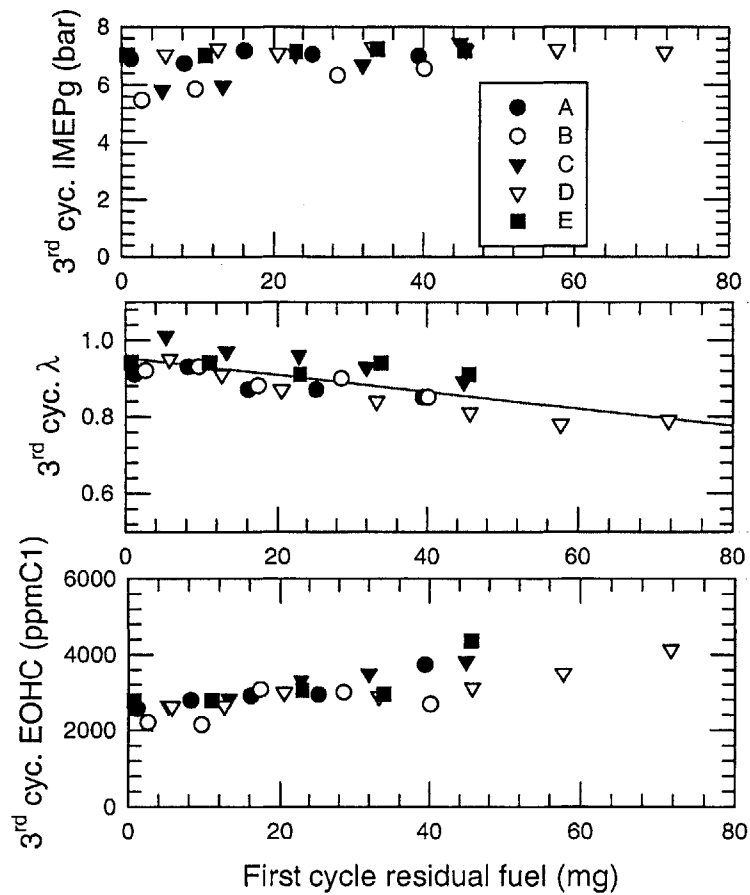 3rd cyc. IMEPg (bar)
8
6
4
2
0
0 20 40 60 80
A
B
C
D
E
3rd cyc. λ
1.0
0.8
0.6
0 20 40 60 80
3rd cyc. EOHC (ppmC1)
6000
4000
2000
0
0 20 40 60 80
First cycle residual fuel (mg)